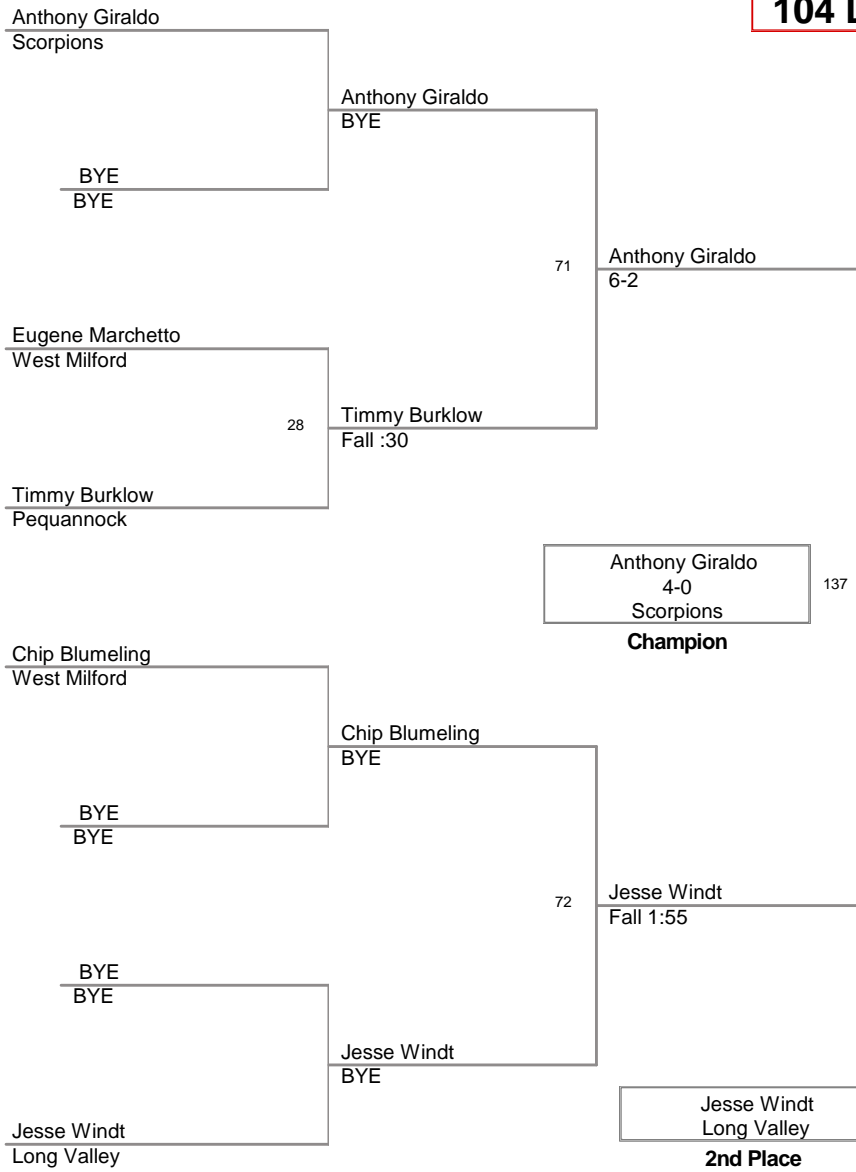 104 L
Anthony Giraldo
Scorpions
Anthony Giraldo
BYE
BYE
BYE
71
Anthony Giraldo
6-2
Eugene Marchetto
West Milford
28
Timmy Burklow
Fall :30
Timmy Burklow
Pequannock
Anthony Giraldo
4-0
Scorpions
137
Champion
Chip Blumeling
West Milford
Chip Blumeling
BYE
BYE
BYE
72
Jesse Windt
Fall 1:55
BYE
BYE
Jesse Windt
BYE
Jesse Windt
Long Valley
Jesse Windt
Long Valley
2nd Place